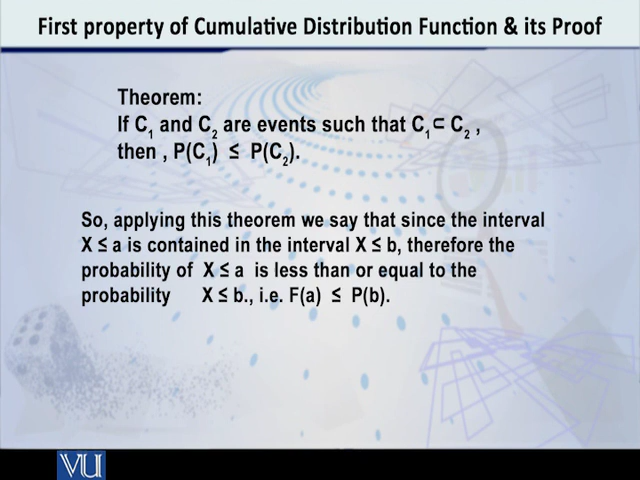 First property of Cumulative Distribution Function & its Proof
Theorem:
If C₁ and C₂ are events such that C₁ ⊂ C₂ ,
then , P(C₁) ≤ P(C₂).
So, applying this theorem we say that since the interval
X ≤ a is contained in the interval X ≤ b, therefore the
probability of X ≤ a is less than or equal to the
probability X ≤ b., i.e. F(a) ≤ P(b).
VU